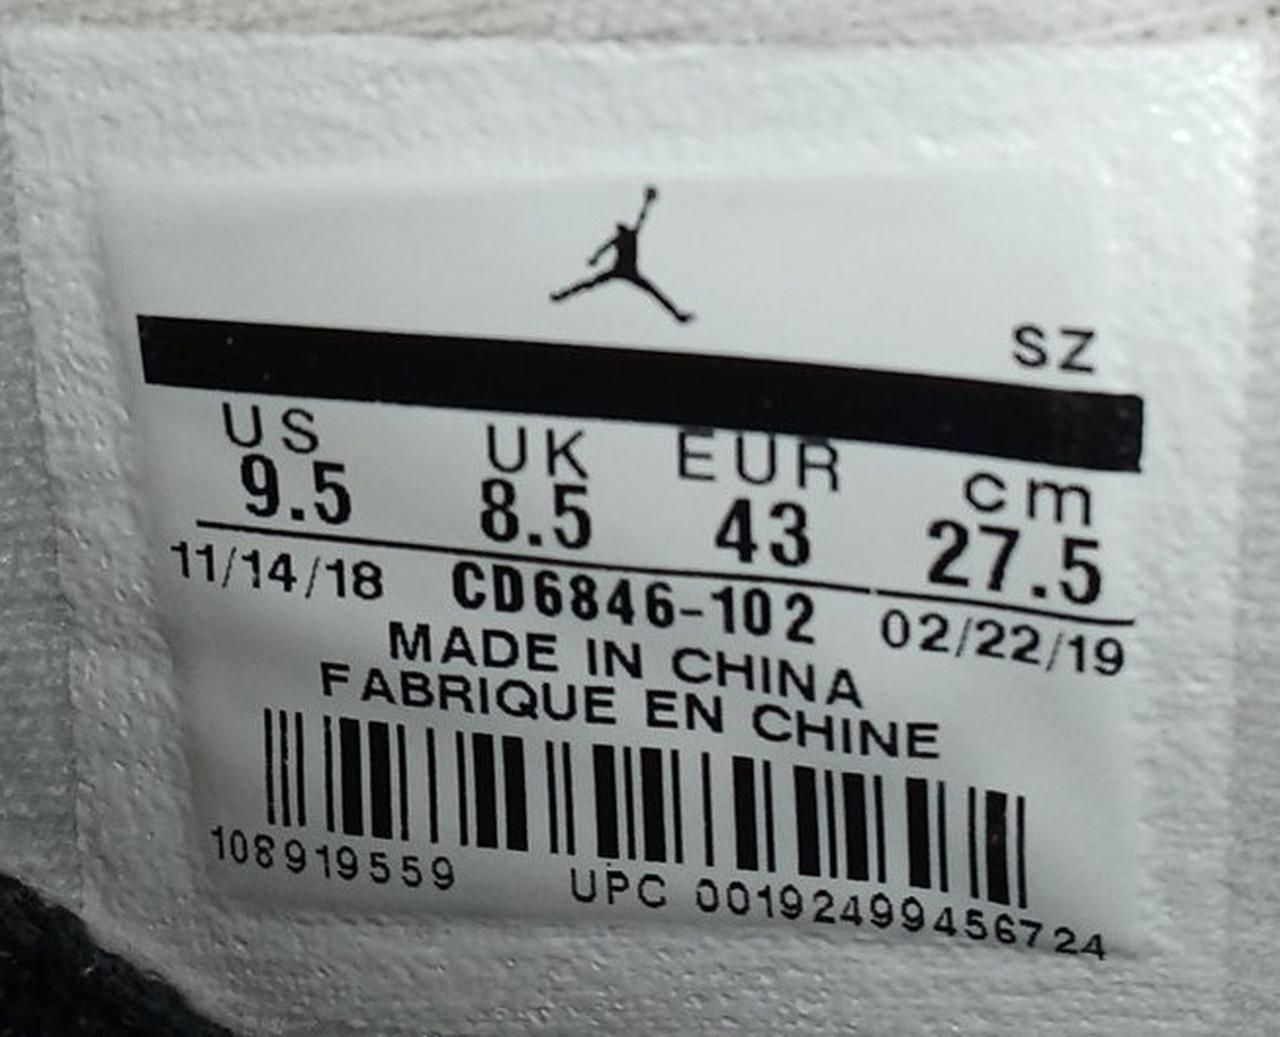 SZ
US UK EUR cm
9.5 8.5 43 27.5
11/14/18 CD6846-102 02/22/19
MADE IN CHINA
FABRIQUE EN CHINE
108919559 UPC 00192499456724